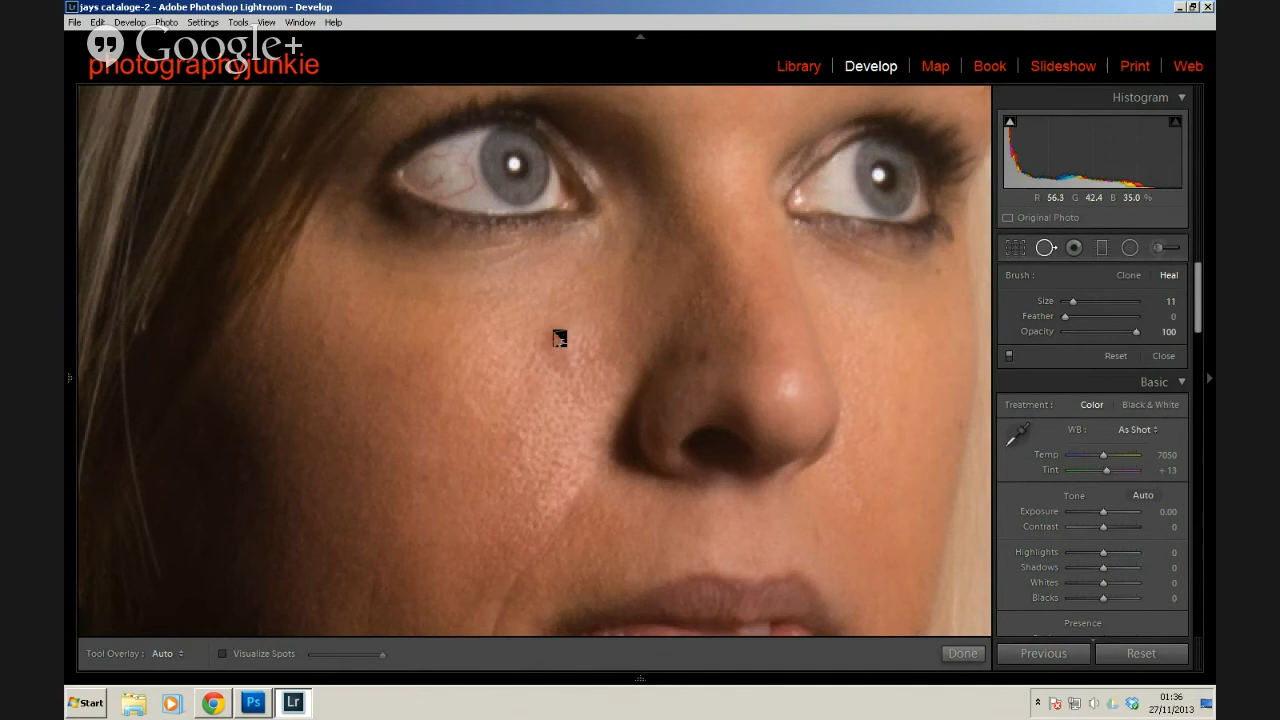 jays cataloge-2 - Adobe Photoshop Lightroom - Develop
File Edit Develop Photo Settings Tools View Window Help
Google+
photographyjunkie
Library Develop Map Book Slideshow Print Web
Histogram
R 56.3 G 42.4 B 35.0 %
Original Photo
Brush : Clone Heal
Size 11
Feather 0
Opacity 100
Reset Close
Basic
Treatment : Color Black & White
WB : As Shot
Temp 7050
Tint + 13
Tone Auto
Exposure 0.00
Contrast 0
Highlights 0
Shadows 0
Whites 0
Blacks 0
Presence
Tool Overlay : Auto Visualize Spots Done Previous Reset
Start Ps Lr 01:36
27/11/2013